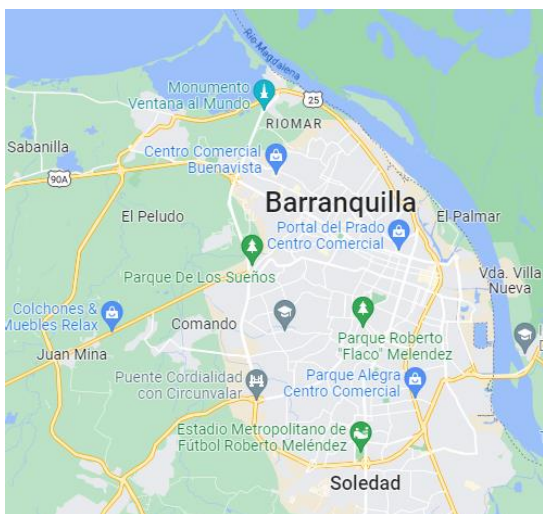 Río Magdalena
Monumento
Ventana al Mundo
25
RIOMAR
Sabanilla
Centro Comercial
Buenavista
90A
Barranquilla
El Peludo
El Palmar
Portal del Prado
Centro Comercial
Parque De Los Sueños
Vda. Villa
Nueva
Colchones &
Muebles Relax
Comando
Parque Roberto
"Flaco" Melendez
Juan Mina
Puente Cordialidad
con Circunvalar
Parque Alegra
Centro Comercial
Estadio Metropolitano de
Fútbol Roberto Meléndez
Soledad